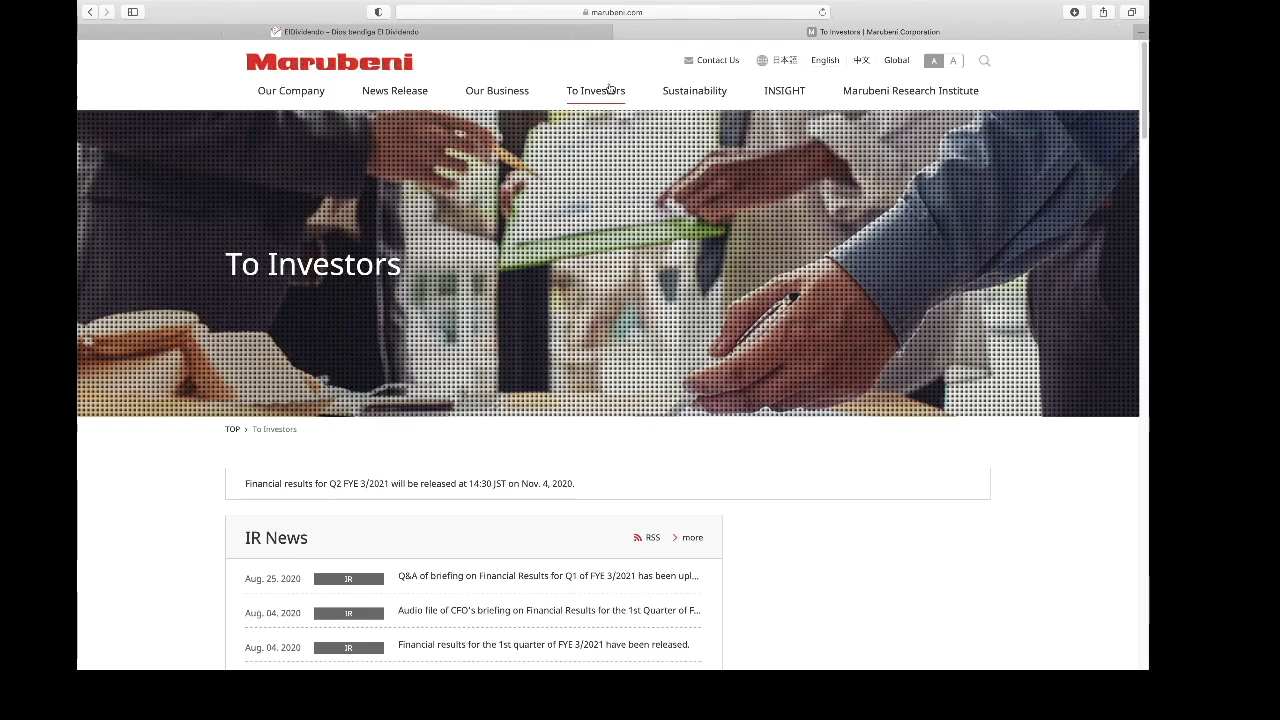 marubeni.com
ElDividendo – Dios bendiga El Dividendo
M To Investors | Marubeni Corporation
Marubeni
Contact Us
日本語
English
中文
Global
A A
Our Company
News Release
Our Business
To Investors
Sustainability
INSIGHT
Marubeni Research Institute
To Investors
TOP › To Investors
Financial results for Q2 FYE 3/2021 will be released at 14:30 JST on Nov. 4, 2020.
IR News
RSS
more
Aug. 25. 2020 IR Q&A of briefing on Financial Results for Q1 of FYE 3/2021 has been upl...
Aug. 04. 2020 IR Audio file of CFO's briefing on Financial Results for the 1st Quarter of F...
Aug. 04. 2020 IR Financial results for the 1st quarter of FYE 3/2021 have been released.